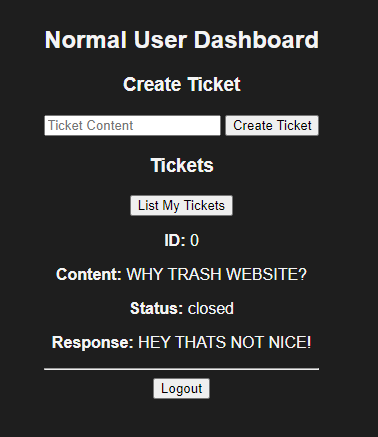 Normal User Dashboard
Create Ticket
Ticket Content Create Ticket
Tickets
List My Tickets
ID: 0
Content: WHY TRASH WEBSITE?
Status: closed
Response: HEY THATS NOT NICE!
Logout